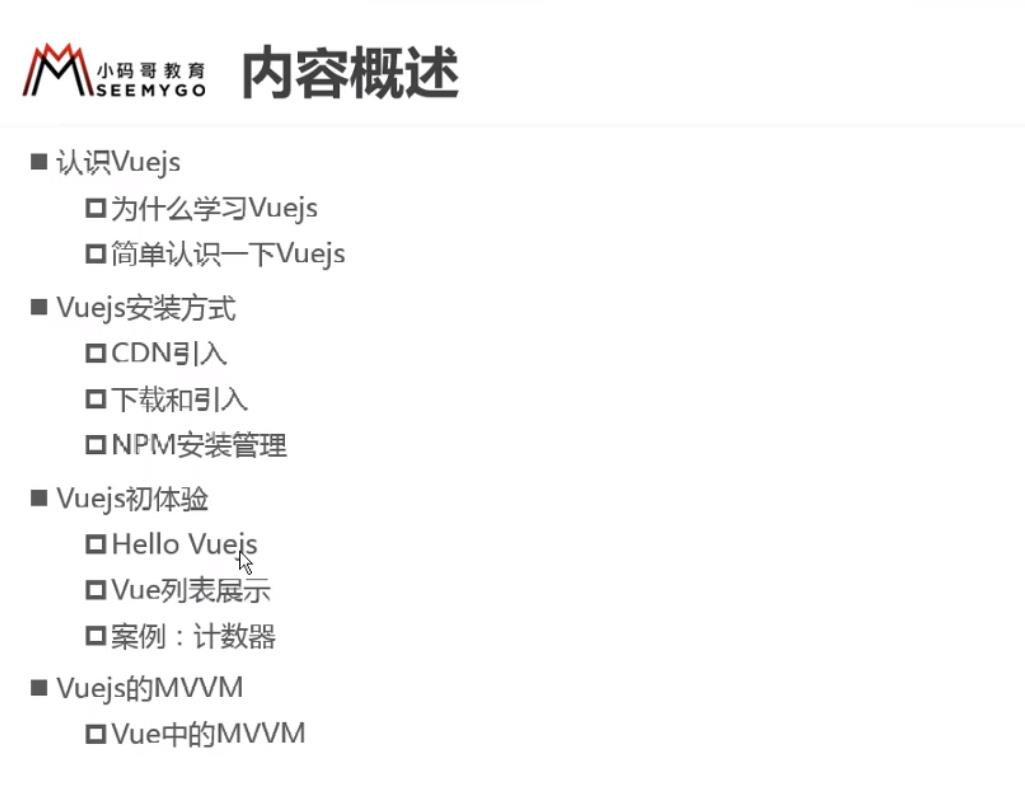 小码哥教育
SEEMYGO
内容概述
认识Vuejs
为什么学习Vuejs
简单认识一下Vuejs
Vuejs安装方式
CDN引入
下载和引入
NPM安装管理
Vuejs初体验
Hello Vuejs
Vue列表展示
案例：计数器
Vuejs的MVVM
Vue中的MVVM